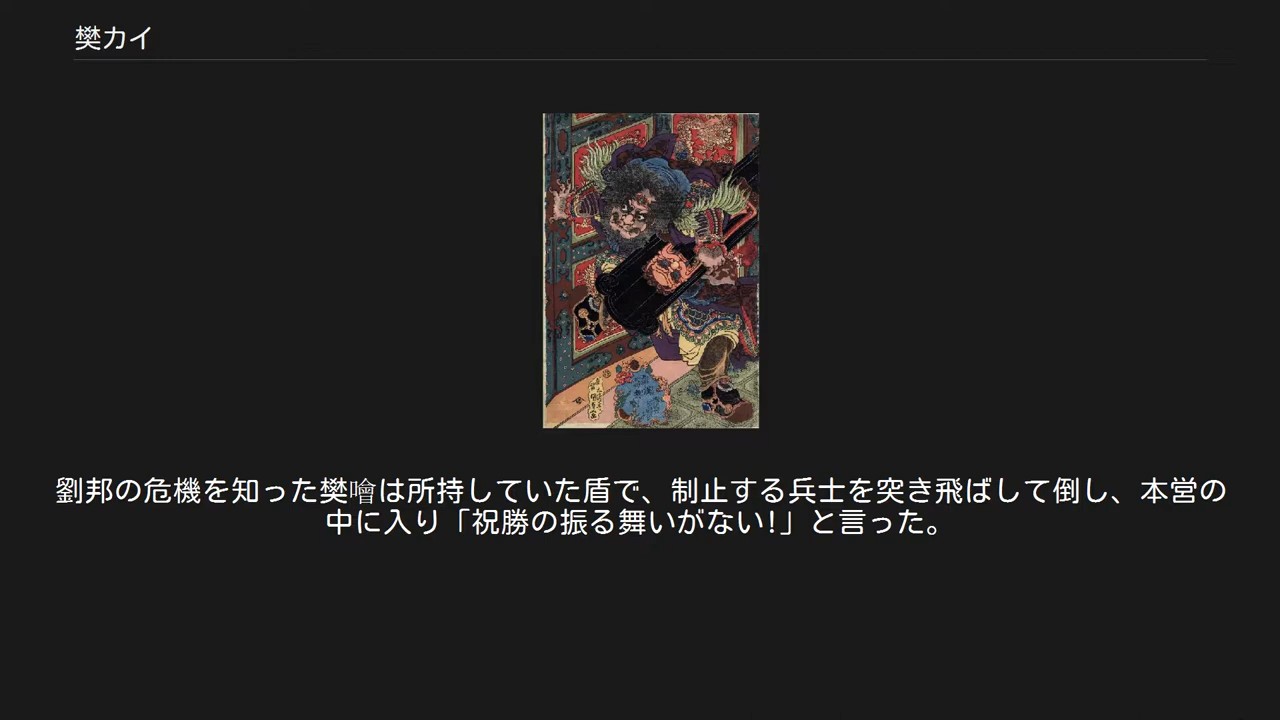 樊カイ
劉邦の危機を知った樊噲は所持していた盾で、制止する兵士を突き飛ばして倒し、本営の
中に入り「祝勝の振る舞いがない!」と言った。